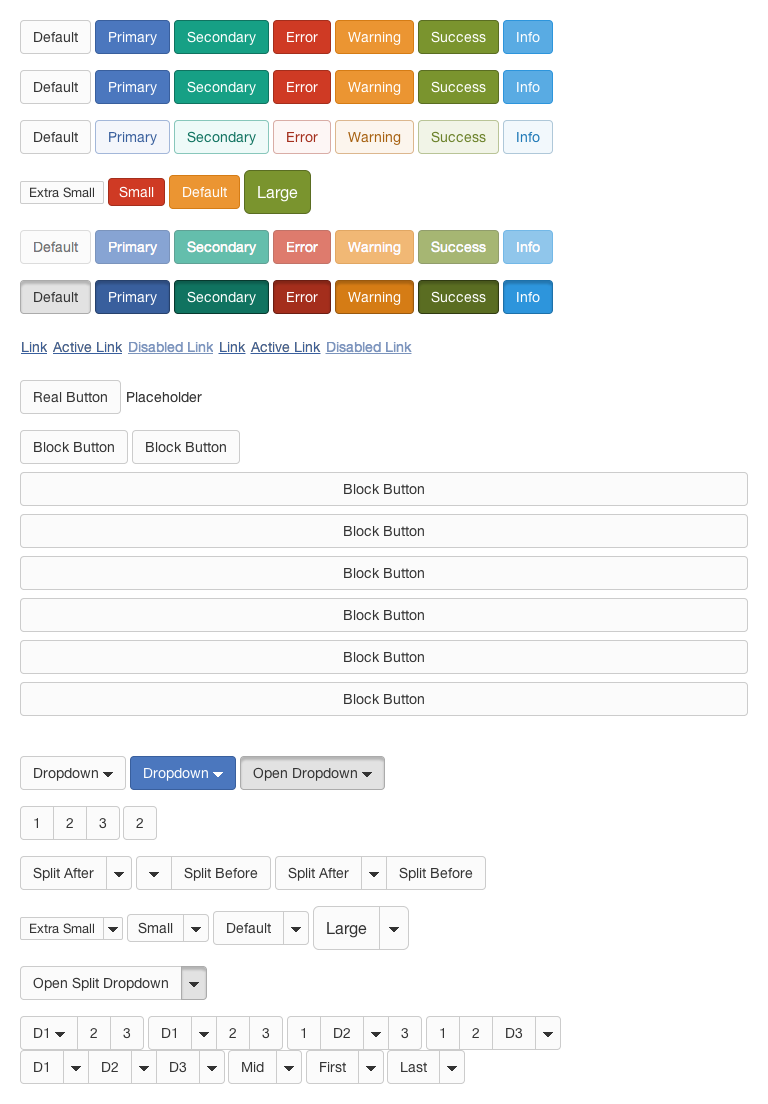 Default Primary Secondary Error Warning Success Info
Default Primary Secondary Error Warning Success Info
Default Primary Secondary Error Warning Success Info
Extra Small Small Default Large
Default Primary Secondary Error Warning Success Info
Default Primary Secondary Error Warning Success Info
Link Active Link Disabled Link Link Active Link Disabled Link
Real Button Placeholder
Block Button Block Button
Block Button
Block Button
Block Button
Block Button
Block Button
Block Button
Dropdown Dropdown Open Dropdown
1 2 3 2
Split After Split Before Split After Split Before
Extra Small Small Default Large
Open Split Dropdown
D1 2 3 D1 2 3 1 D2 3 1 2 D3
D1 D2 D3 Mid First Last